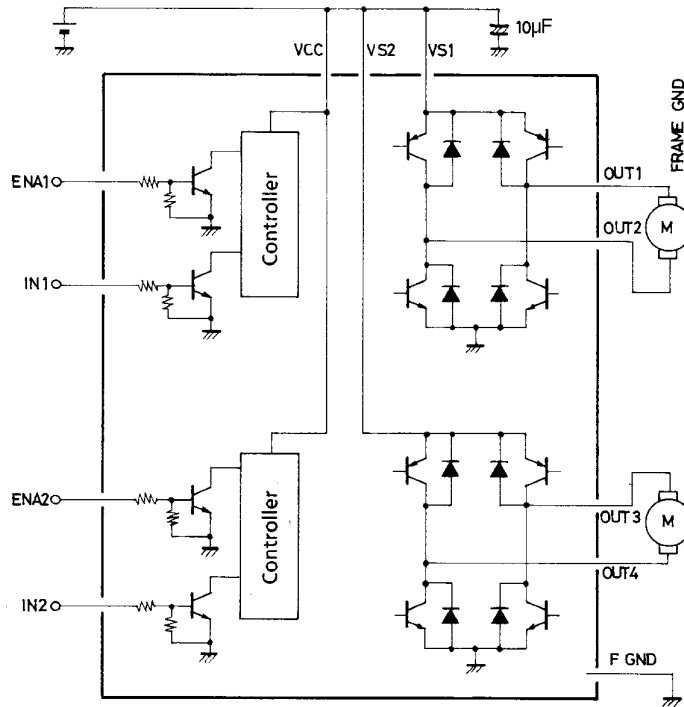 10μF
VCC
VS2
VS1
FRAME GND
ENA1
Controller
OUT1
OUT2
M
IN1
ENA2
Controller
OUT3
M
OUT4
IN2
F GND